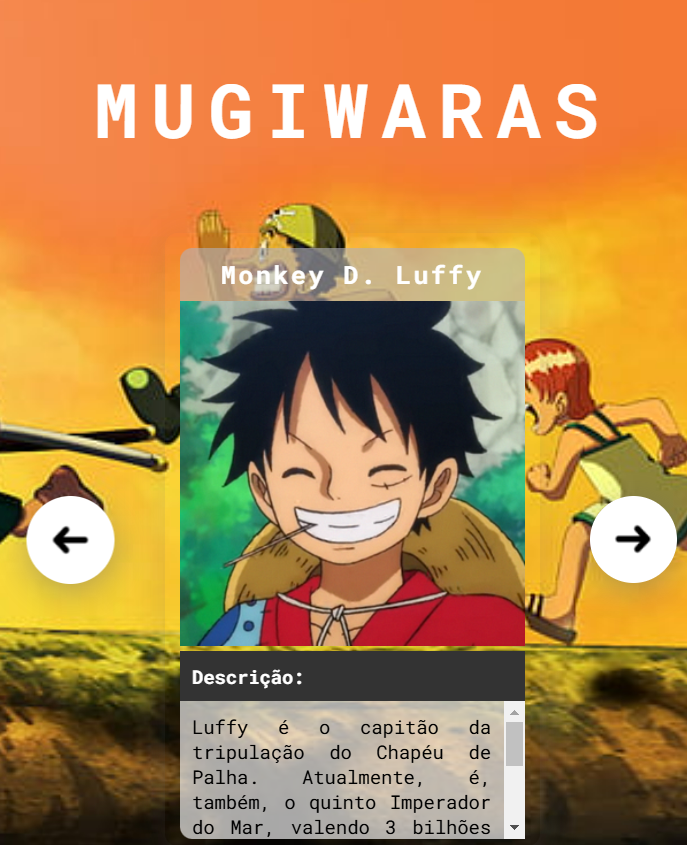 MUGIWARAS
Monkey D. Luffy
Descrição:
Luffy é o capitão da
tripulação do Chapéu de
Palha. Atualmente, é,
também, o quinto Imperador
do Mar, valendo 3 bilhões